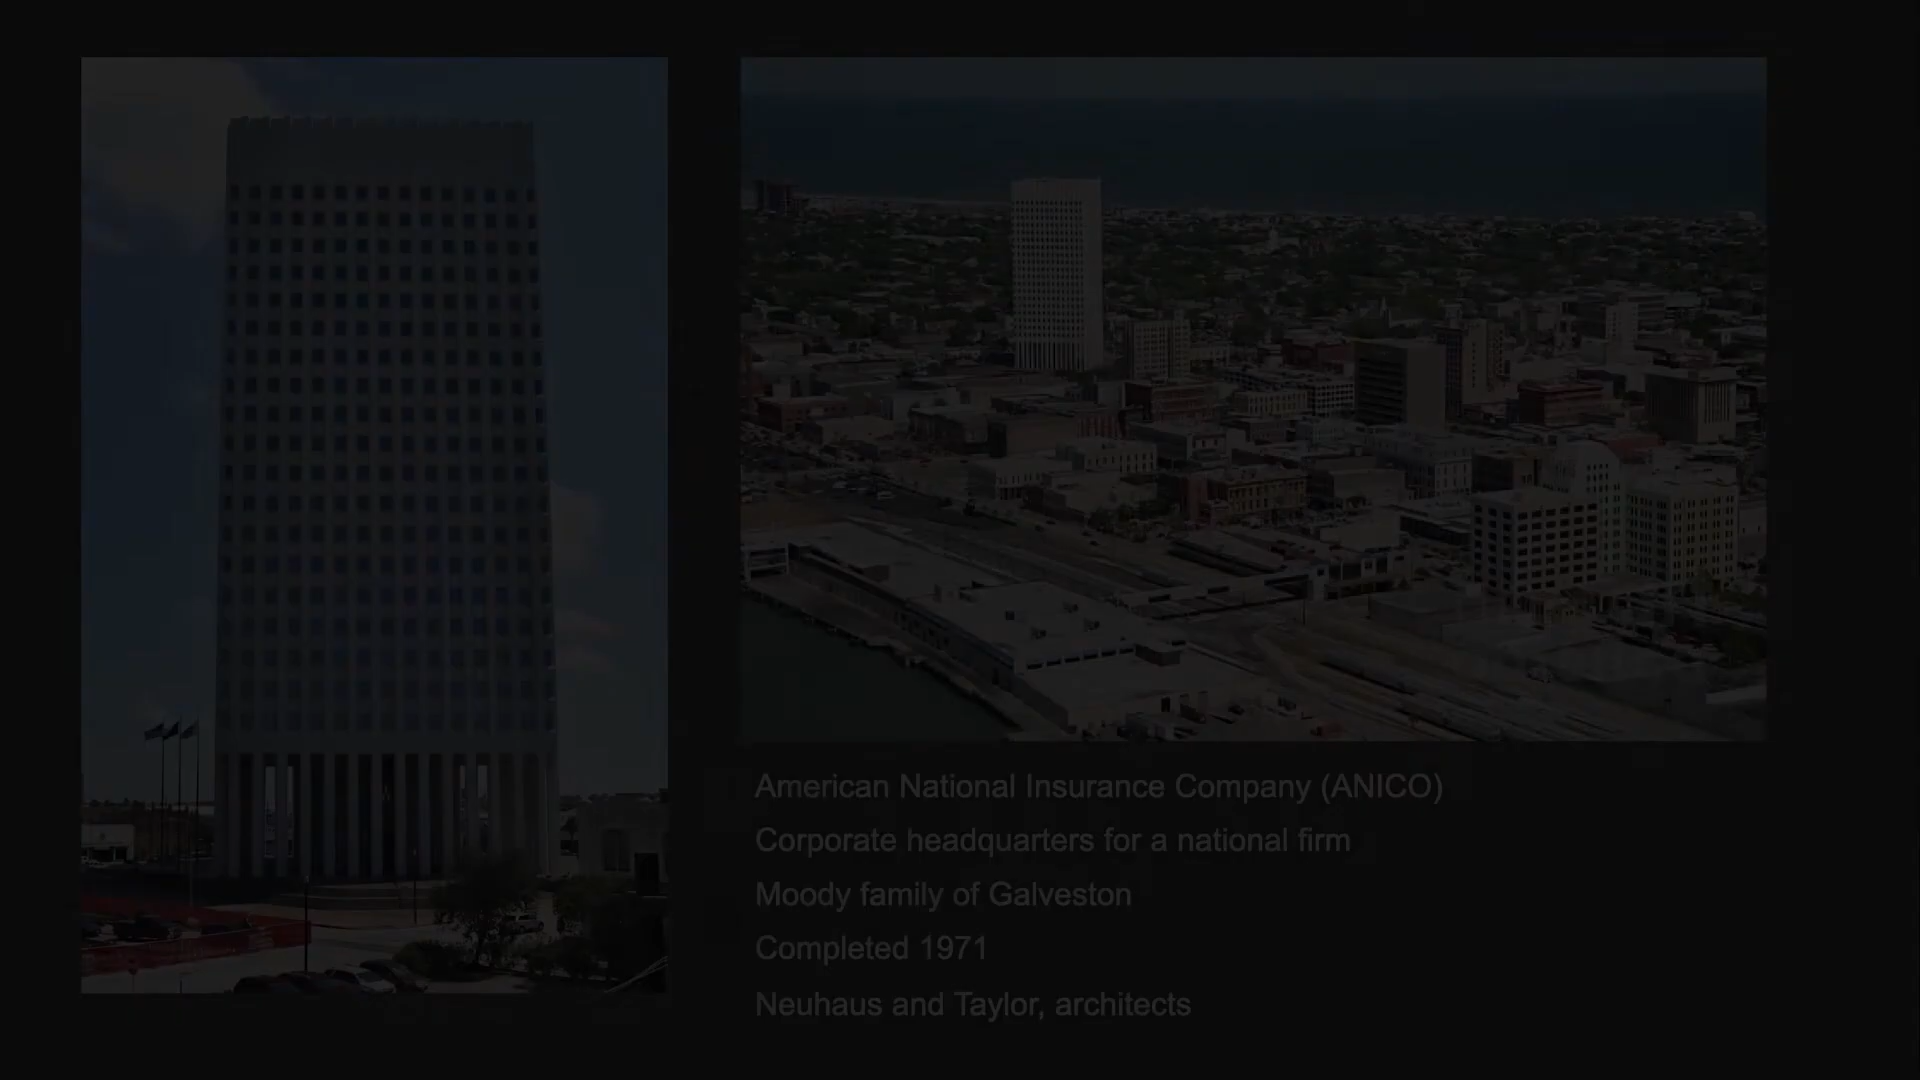 American National Insurance Company (ANICO)
Corporate headquarters for a national firm
Moody family of Galveston
Completed 1971
Neuhaus and Taylor, architects